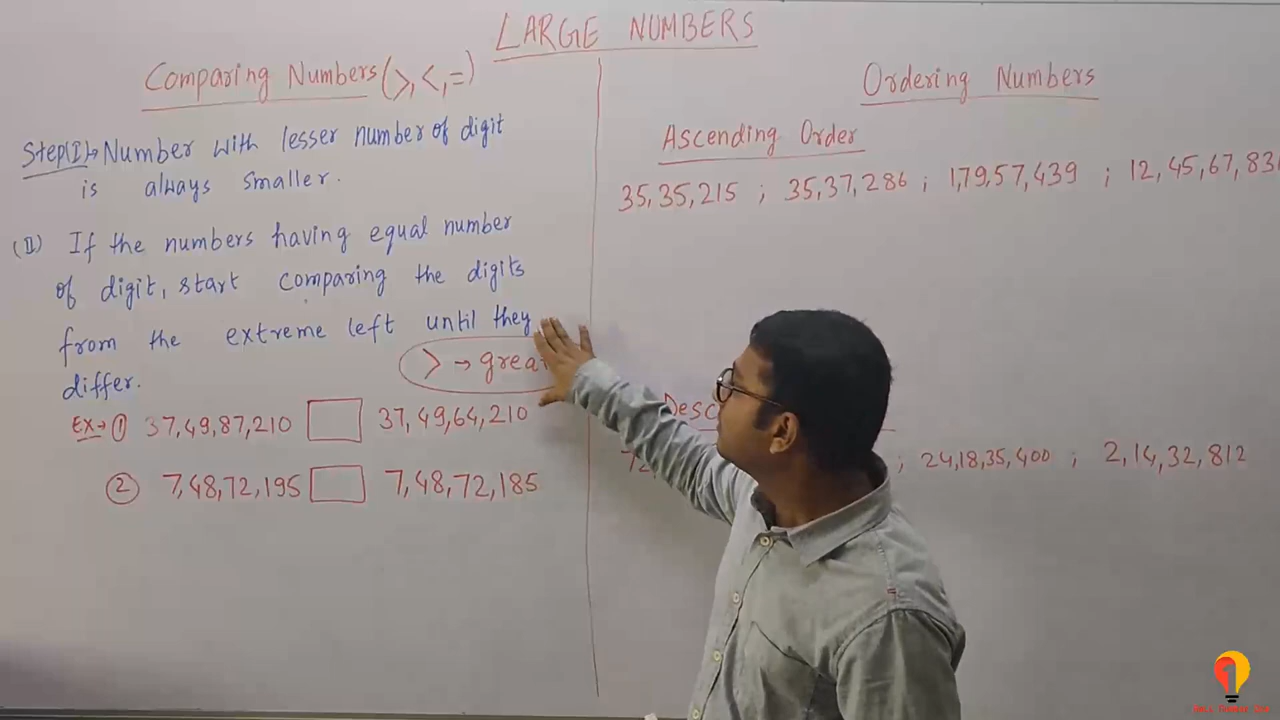 LARGE NUMBERS
Comparing Numbers (>, <, =)
Step(I)→ Number with lesser number of digit
is always smaller.
(II) If the numbers having equal number
of digit, start comparing the digits
from the extreme left until they
differ.
> →
EX→ ① 37,49,87,210 37,49,64,210
② 7,48,72,195 7,48,72,185
Ordering Numbers
Ascending Order
35,35,215 ; 35,37,286 ; 1,79,57,439 ; 12,45,67,83
; 24,18,35,400 ; 2,14,32,812